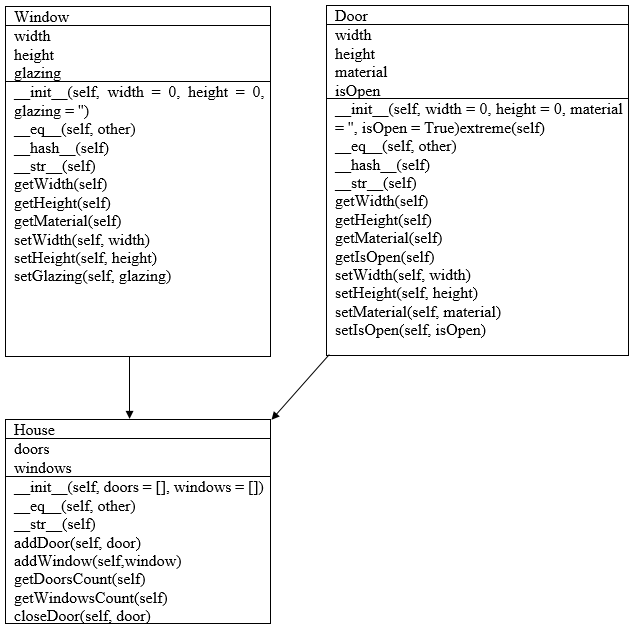 Window
width
height
glazing
__init__(self, width = 0, height = 0,
glazing = '')
__eq__(self, other)
__hash__(self)
__str__(self)
getWidth(self)
getHeight(self)
getMaterial(self)
setWidth(self, width)
setHeight(self, height)
setGlazing(self, glazing)
Door
width
height
material
isOpen
__init__(self, width = 0, height = 0, material
= '', isOpen = True)extreme(self)
__eq__(self, other)
__hash__(self)
__str__(self)
getWidth(self)
getHeight(self)
getMaterial(self)
getIsOpen(self)
setWidth(self, width)
setHeight(self, height)
setMaterial(self, material)
setIsOpen(self, isOpen)
House
doors
windows
__init__(self, doors = [], windows = [])
__eq__(self, other)
__str__(self)
addDoor(self, door)
addWindow(self,window)
getDoorsCount(self)
getWindowsCount(self)
closeDoor(self, door)